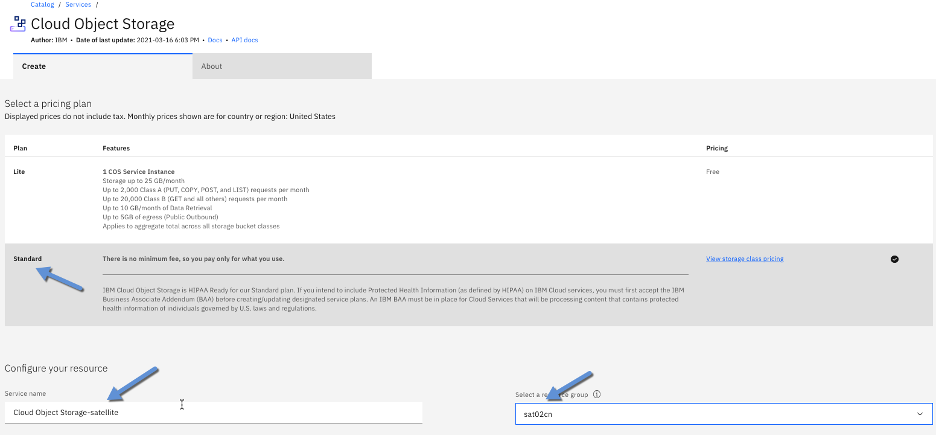 Catalog / Services /
Cloud Object Storage
Author: IBM • Date of last update: 2021-03-16 6:03 PM • Docs • API docs
Create
About
Select a pricing plan
Displayed prices do not include tax. Monthly prices shown are for country or region: United States
Plan Features Pricing
Lite 1 COS Service Instance Free
Storage up to 25 GB/month
Up to 2,000 Class A (PUT, COPY, POST, and LIST) requests per month
Up to 20,000 Class B (GET and all others) requests per month
Up to 10 GB/month of Data Retrieval
Up to 5GB of egress (Public Outbound)
Applies to aggregate total across all storage bucket classes
Standard There is no minimum fee, so you pay only for what you use. View storage class pricing
IBM Cloud Object Storage is HIPAA Ready for our Standard plan. If you intend to include Protected Health Information (as defined by HIPAA) on IBM Cloud services, you must first accept the IBM
Business Associate Addendum (BAA) before creating/updating designated service plans. An IBM BAA must be in place for Cloud Services that will be processing content that contains protected
health information of individuals governed by U.S. laws and regulations.
Configure your resource
Service name
Cloud Object Storage-satellite
Select a group
sat02cn